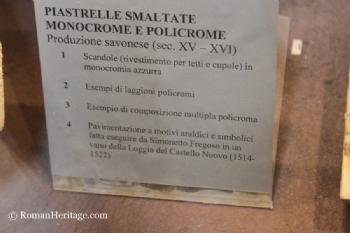 PIASTRELLE SMALTATE
MONOCROME E POLICROME
Produzione savonese (sec. XV – XVI)
1 Scandole (rivestimento per tetti e cupole) in
monocromia azzurra
2 Esempi di laggioni policromi
3 Esempio di composizione multipla policroma
4 Pavimentazione a motivi araldici e simbolici
fatta eseguire da Simonetto Fregoso in un
vano della Loggia del Castello Nuovo (1514-
1522)
© RomanHeritage.com